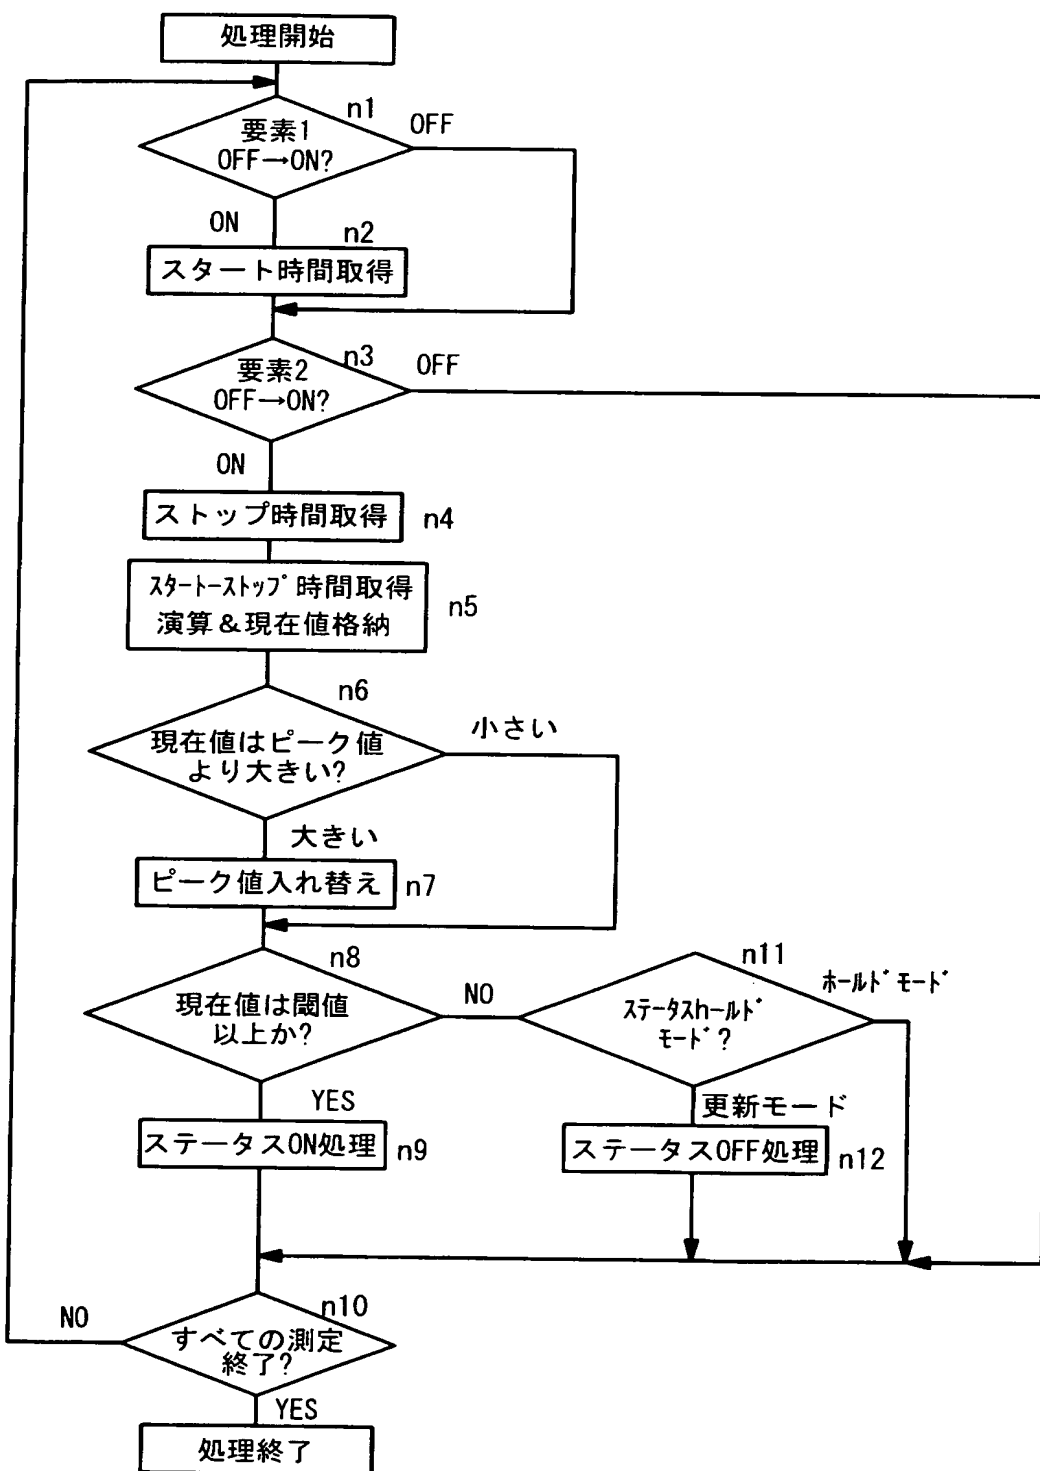 処理開始
n1
要素1
OFF→ON?
OFF
ON
n2
スタート時間取得
n3
要素2
OFF→ON?
OFF
ON
ストップ時間取得
n4
ｽﾀｰﾄｰｽﾄｯﾌﾟ時間取得
演算＆現在値格納
n5
n6
現在値はピーク値
より大きい?
小さい
大きい
ピーク値入れ替え
n7
n8
現在値は閾値
以上か?
NO
n11
ｽﾃｰﾀｽhｰﾙﾄﾞ
ﾓｰﾄﾞ?
ﾎｰﾙﾄﾞﾓｰﾄﾞ
YES
更新モード
ステータスON処理
n9
ステータスOFF処理
n12
n10
すべての測定
終了?
NO
YES
処理終了